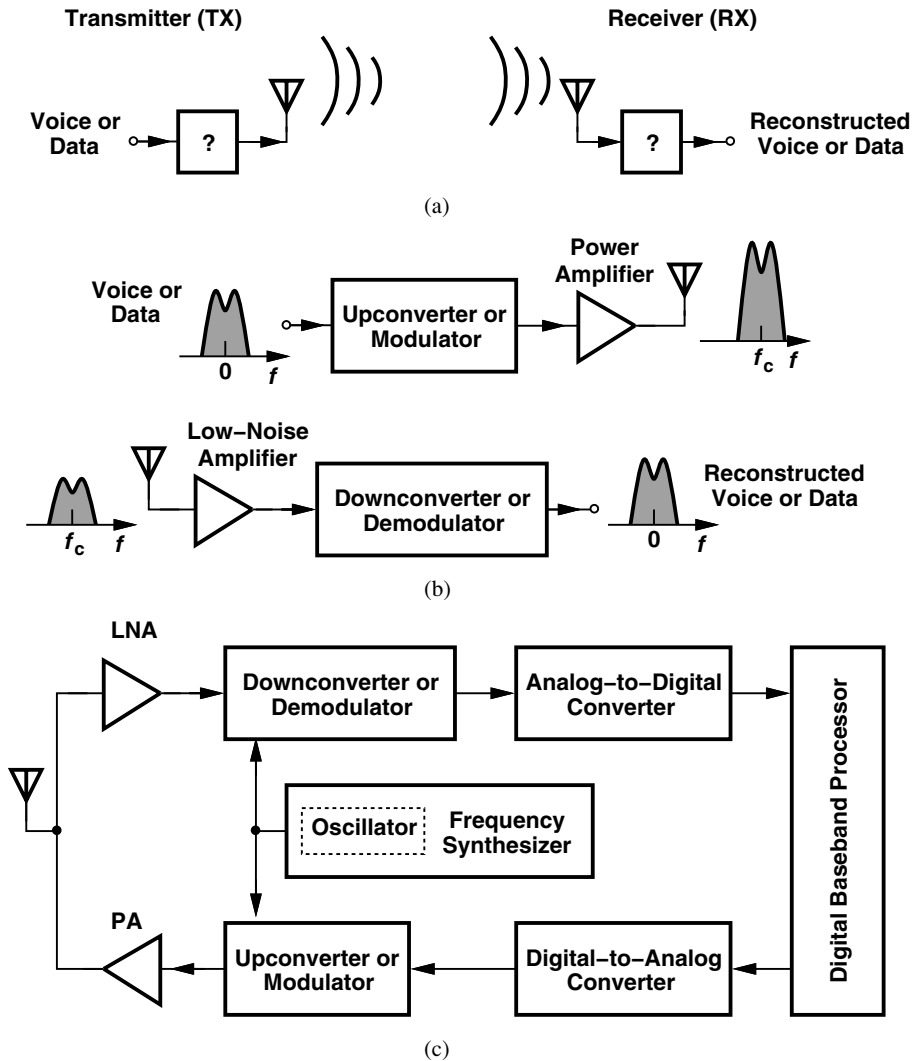 Transmitter (TX)
Receiver (RX)
Voice or
Data
?
?
Reconstructed
Voice or Data
(a)
Voice or
Data
0
f
Upconverter or
Modulator
Power
Amplifier
fc
f
fc
f
Low–Noise
Amplifier
Downconverter or
Demodulator
0
f
Reconstructed
Voice or Data
(b)
LNA
Downconverter or
Demodulator
Analog–to–Digital
Converter
Digital Baseband Processor
Oscillator
Frequency
Synthesizer
PA
Upconverter or
Modulator
Digital–to–Analog
Converter
(c)